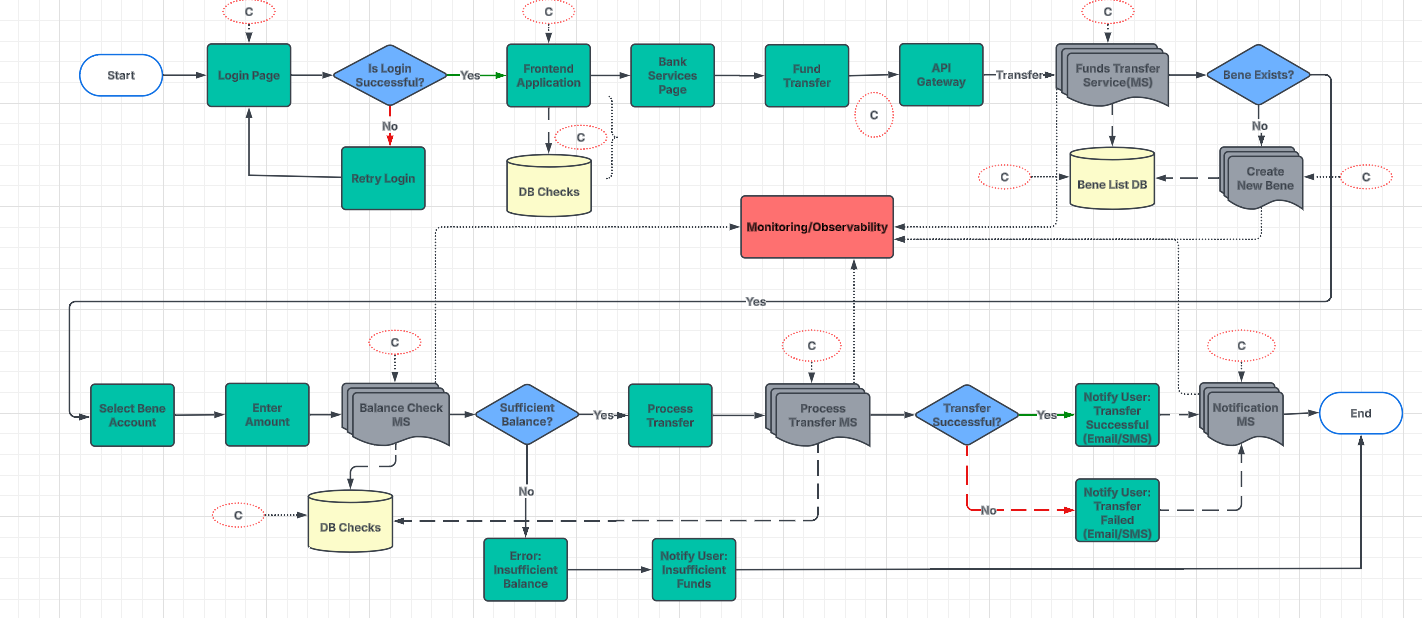 C
C
C
Start
Login Page
Is Login
Successful?
Yes
Frontend
Application
Bank
Services
Page
Fund
Transfer
API
Gateway
Transfer
Funds Transfer
Service(MS)
Bene Exists?
C
No
C
No
Retry Login
DB Checks
C
Bene List DB
Create
New Bene
C
Monitoring/Observability
Yes
C
C
C
Select Bene
Account
Enter
Amount
Balance Check
MS
Sufficient
Balance?
Yes
Process
Transfer
Process
Transfer MS
Transfer
Successful?
Yes
Notify User:
Transfer
Successful
(Email/SMS)
Notification
MS
End
No
C
DB Checks
No
Notify User:
Transfer
Failed
(Email/SMS)
Error:
Insufficient
Balance
Notify User:
Insufficient
Funds